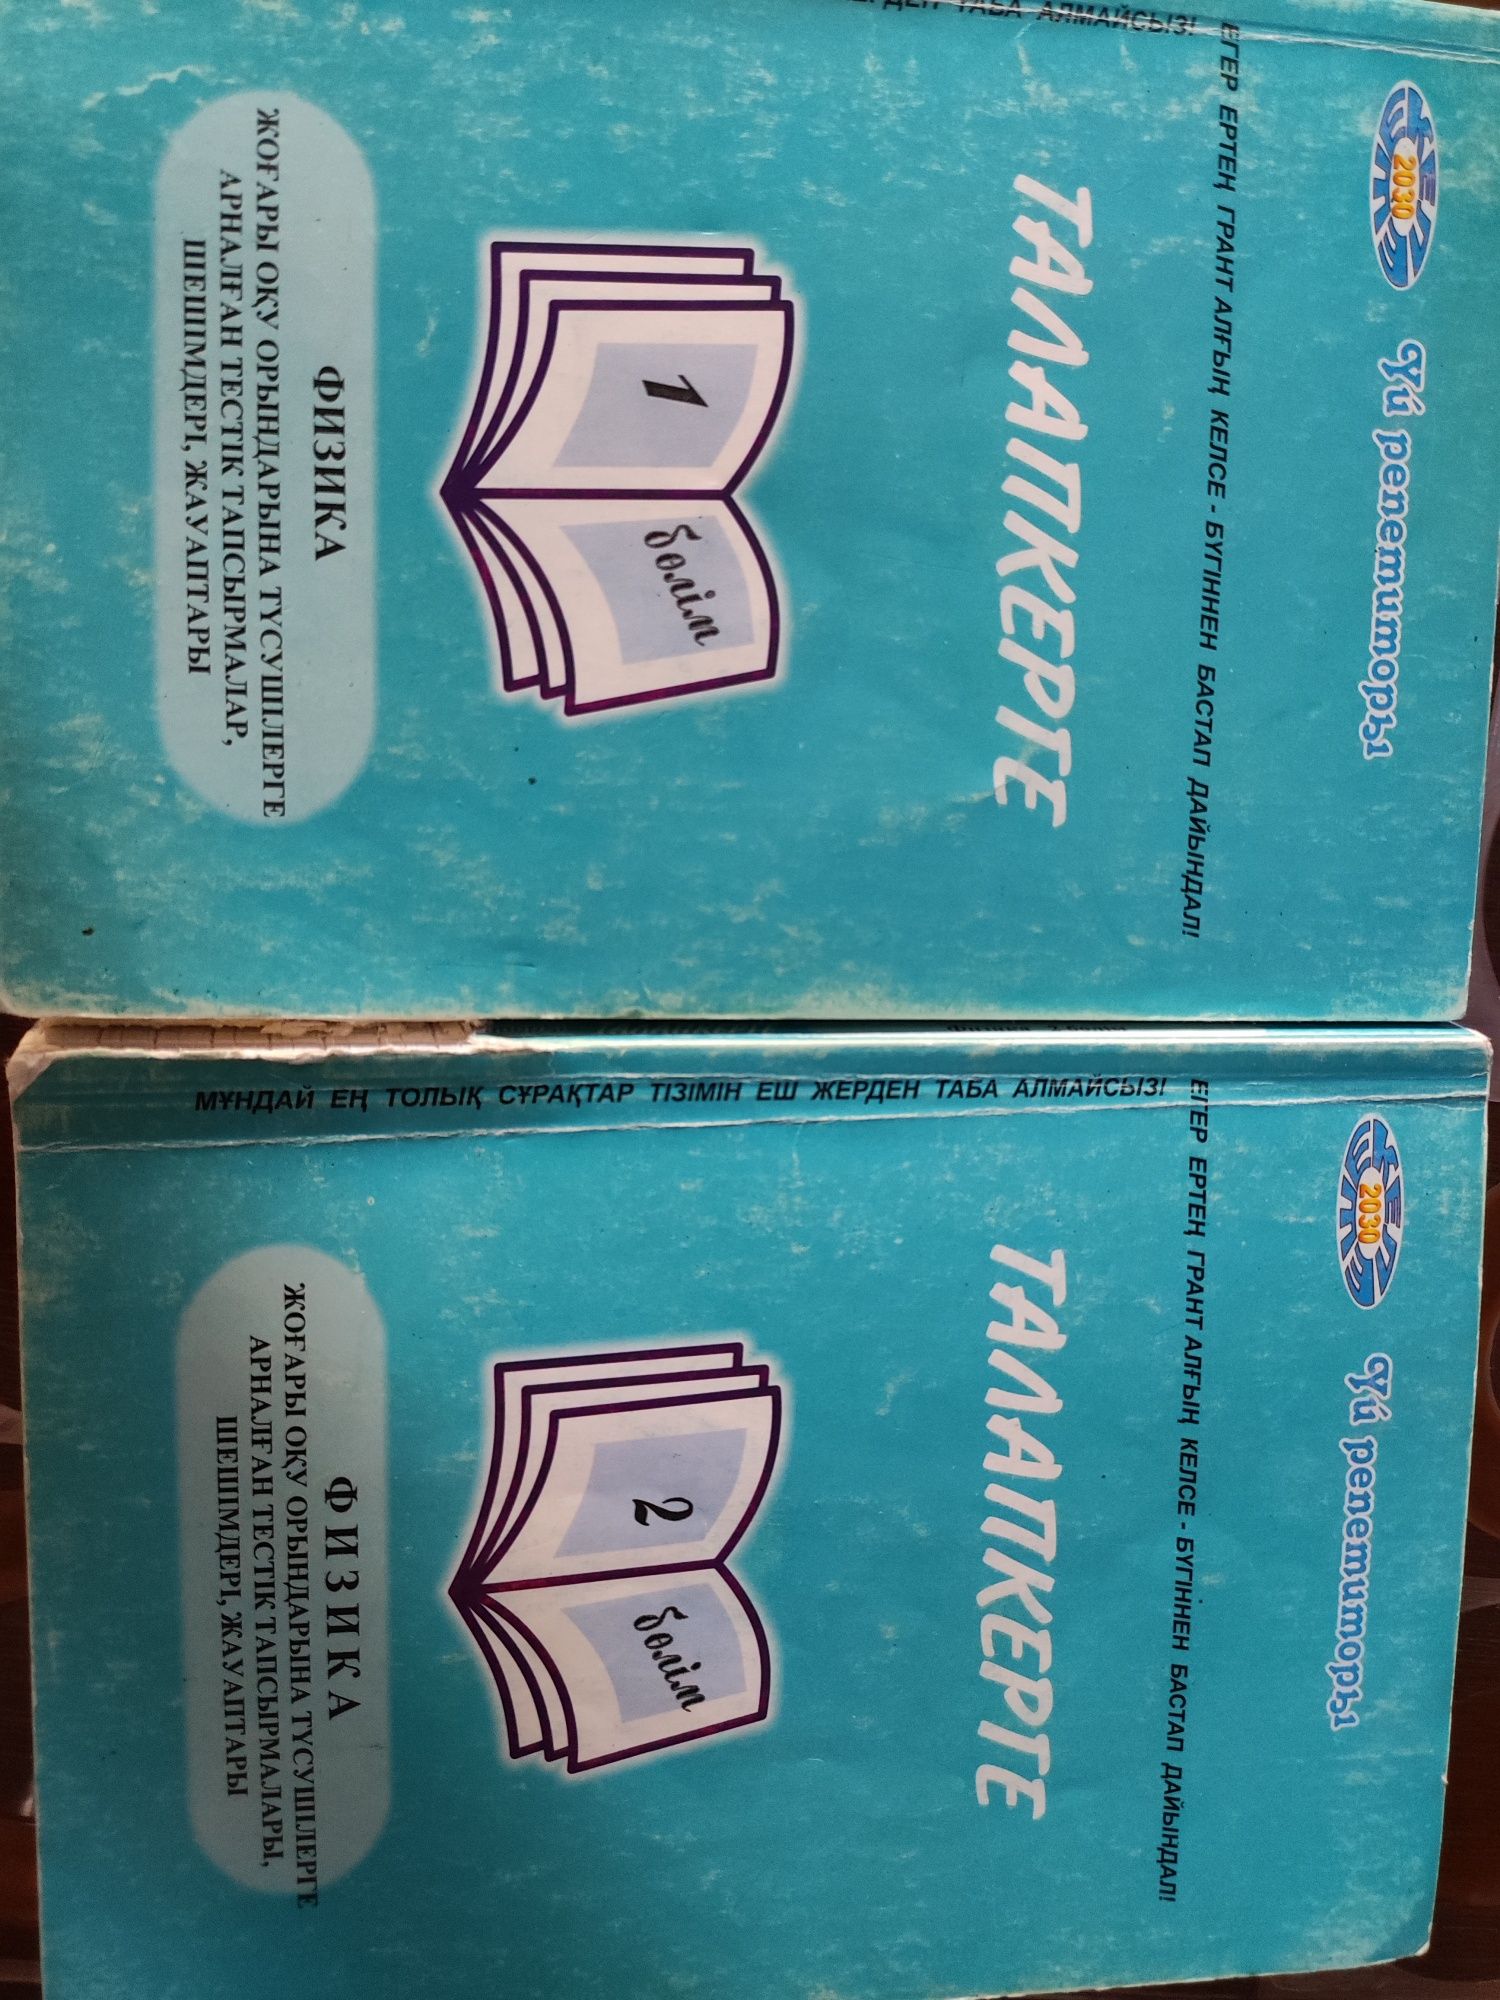 2030
Үй репетиторы
ЕГЕР ЕРТЕҢ ГРАНТ АЛҒЫҢ КЕЛСЕ - БҮГІННЕН БАСТАП ДАЙЫНДАЛ!
ТАБА АЛМАЙСЫЗ!
ТАЛАПКЕРГЕ
1
бөлім
ФИЗИКА
ЖОҒАРЫ ОҚУ ОРЫНДАРЫНА ТҮСУШІЛЕРГЕ
АРНАЛҒАН ТЕСТІК ТАПСЫРМАЛАР,
ШЕШІМДЕРІ, ЖАУАПТАРЫ
2030
Үй репетиторы
ЕГЕР ЕРТЕҢ ГРАНТ АЛҒЫҢ КЕЛСЕ - БҮГІННЕН БАСТАП ДАЙЫНДАЛ!
МҰНДАЙ ЕҢ ТОЛЫҚ СҰРАҚТАР ТІЗІМІН ЕШ ЖЕРДЕН ТАБА АЛМАЙСЫЗ!
ТАЛАПКЕРГЕ
2
бөлім
ФИЗИКА
ЖОҒАРЫ ОҚУ ОРЫНДАРЫНА ТҮСУШІЛЕРГЕ
АРНАЛҒАН ТЕСТІК ТАПСЫРМАЛАРЫ,
ШЕШІМДЕРІ, ЖАУАПТАРЫ